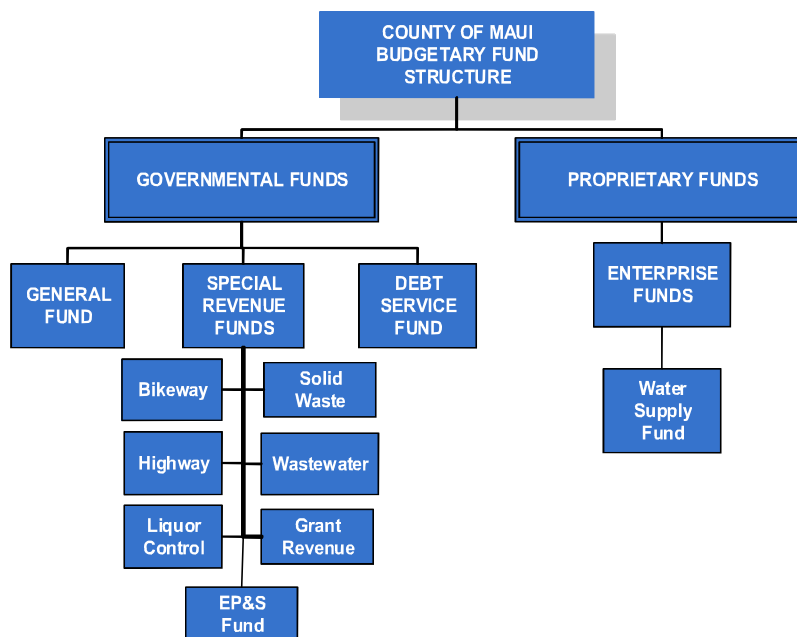 COUNTY OF MAUI
BUDGETARY FUND
STRUCTURE
GOVERNMENTAL FUNDS
PROPRIETARY FUNDS
GENERAL
FUND
SPECIAL
REVENUE
FUNDS
DEBT
SERVICE
FUND
ENTERPRISE
FUNDS
Bikeway
Solid
Waste
Water
Supply
Fund
Highway
Wastewater
Liquor
Control
Grant
Revenue
EP&S
Fund